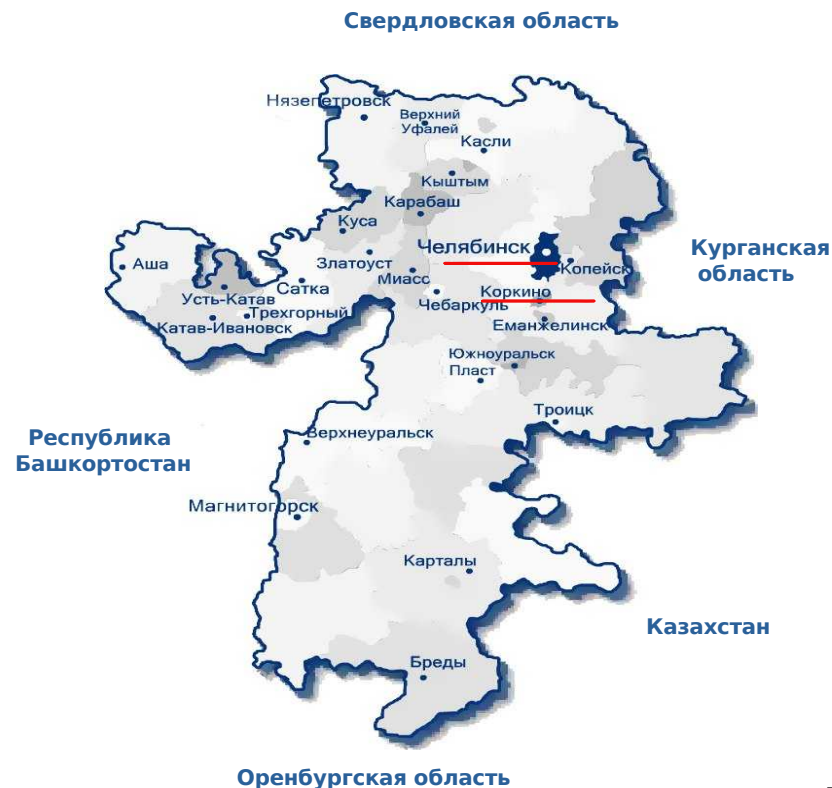 Свердловская область
Нязепетровск
Верхний
Уфалей
Касли
Кыштым
Карабаш
Куса
Челябинск
Курганская
область
Аша
Златоуст
Копейск
Миасс
Сатка
Усть-Катав
Чебаркуль
Коркино
Трехгорный
Катав-Ивановск
Еманжелинск
Южноуральск
Пласт
Троицк
Республика
Башкортостан
Верхнеуральск
Магнитогорск
Карталы
Казахстан
Бреды
Оренбургская область